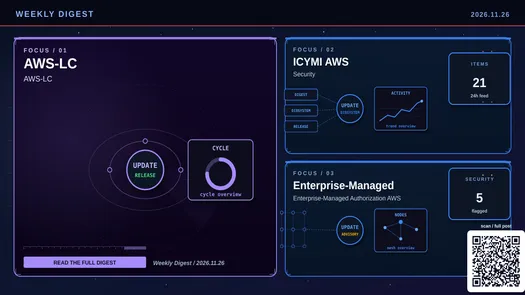 WEEKLY DIGEST
2026.11.26
FOCUS / 01
AWS-LC
AWS-LC
UPDATE
RELEASE
CYCLE
cycle overview
READ THE FULL DIGEST
Weekly Digest / 2026.11.26
FOCUS / 02
ICYMI AWS
Security
DIGEST
ECOSYSTEM
RELEASE
UPDATE
ECOSYSTEM
ACTIVITY
trend overview
ITEMS
21
24h feed
FOCUS / 03
Enterprise-Managed
Enterprise-Managed Authorization AWS
UPDATE
ADVISORY
NODES
mesh overview
SECURITY
5
flagged
scan / full post